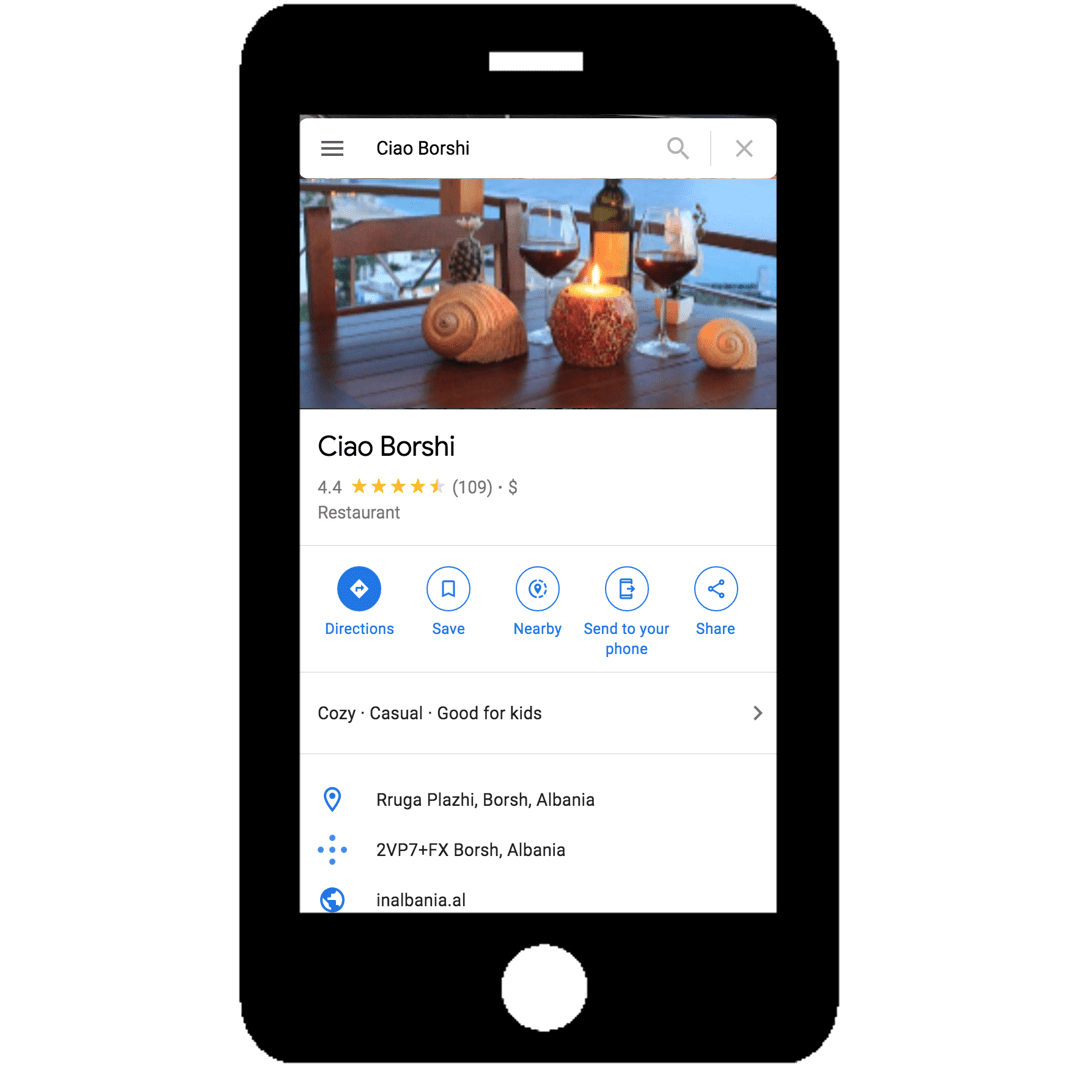 Ciao Borshi
Ciao Borshi
4.4 (109) · $
Restaurant
Directions Save Nearby Send to your phone Share
Cozy · Casual · Good for kids
Rruga Plazhi, Borsh, Albania
2VP7+FX Borsh, Albania
inalbania.al